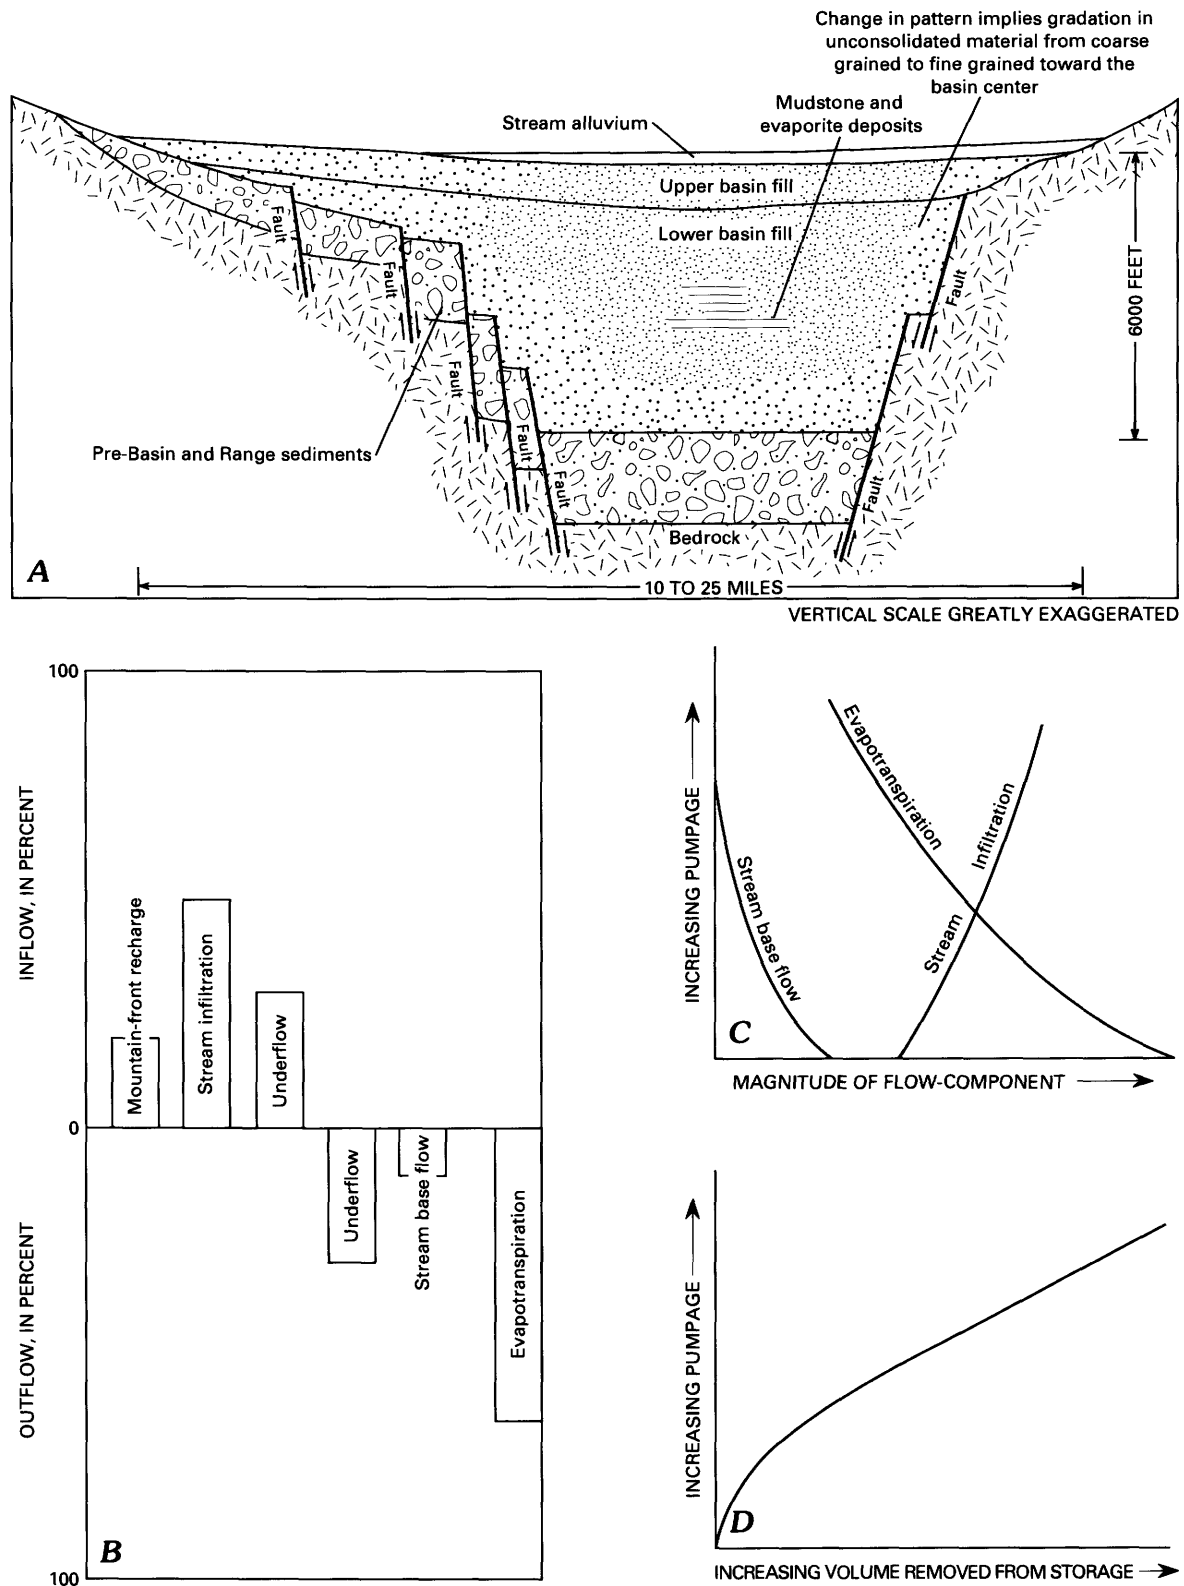 Change in pattern implies gradation in
unconsolidated material from coarse
grained to fine grained toward the
basin center
Mudstone and
evaporite deposits
Stream alluvium
Upper basin fill
Lower basin fill
Fault
Fault
Fault
Fault
Fault
Fault
Fault
6000 FEET
Pre-Basin and Range sediments
Bedrock
A
10 TO 25 MILES
VERTICAL SCALE GREATLY EXAGGERATED
100
INFLOW, IN PERCENT
Mountain-front recharge
Stream infiltration
Underflow
0
Underflow
Stream base flow
Evapotranspiration
OUTFLOW, IN PERCENT
B
100
INCREASING PUMPAGE
Evapotranspiration
Stream base flow
Stream Infiltration
C
MAGNITUDE OF FLOW-COMPONENT
INCREASING PUMPAGE
D
INCREASING VOLUME REMOVED FROM STORAGE